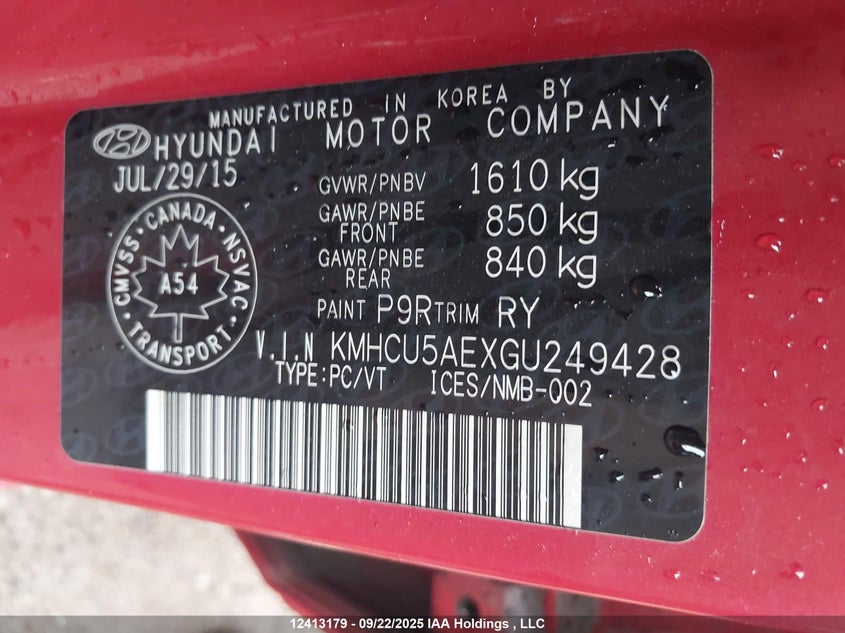 MANUFACTURED IN KOREA BY
HYUNDAI MOTOR COMPANY
JUL/29/15
GVWR/PNBV 1610 kg
GAWR/PNBE FRONT 850 kg
GAWR/PNBE REAR 840 kg
CMVSS · CANADA · NSVAC
A54
TRANSPORT
PAINT P9R TRIM RY
V.I.N KMHCU5AEXGU249428
TYPE:PC/VT ICES/NMB-002
12413179 - 09/22/2025 IAA Holdings , LLC